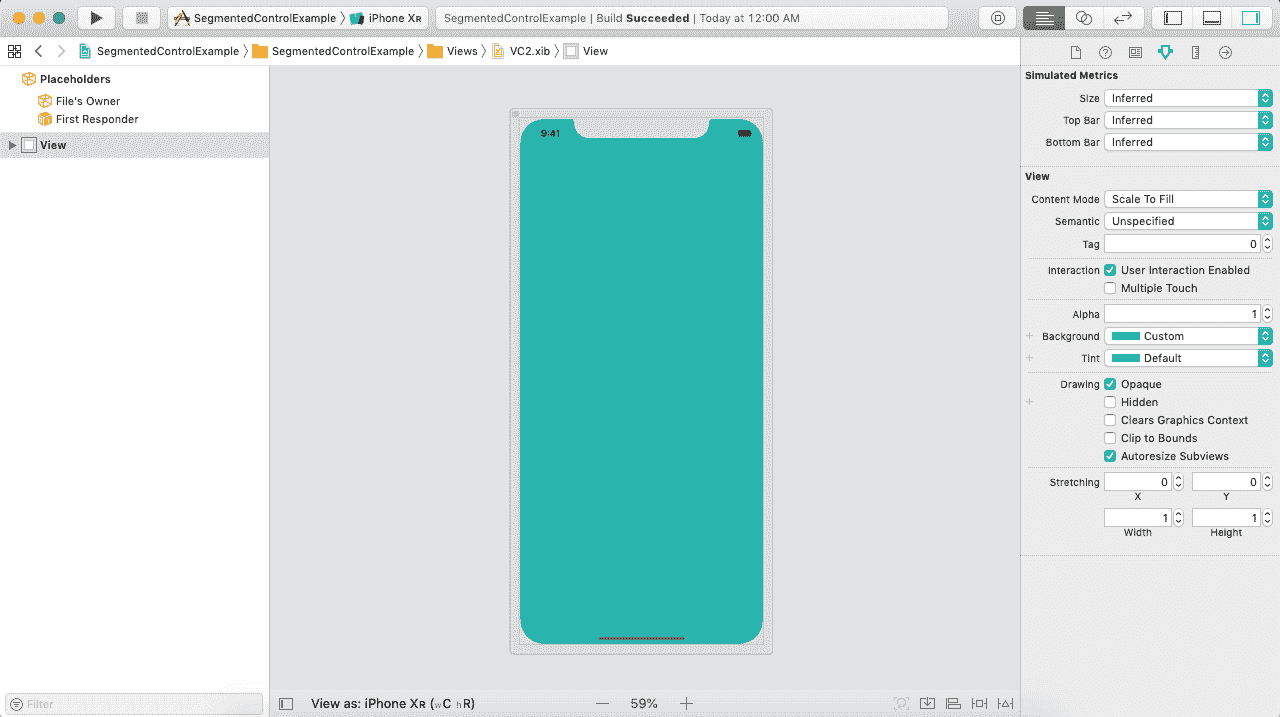 SegmentedControlExample iPhone XR
SegmentedControlExample | Build Succeeded | Today at 12:00 AM
SegmentedControlExample SegmentedControlExample Views VC2.xib View
Placeholders
File's Owner
First Responder
View
Filter
9:41
View as: iPhone XR (wC hR)
59%
Simulated Metrics
Size Inferred
Top Bar Inferred
Bottom Bar Inferred
View
Content Mode Scale To Fill
Semantic Unspecified
Tag 0
Interaction User Interaction Enabled
Multiple Touch
Alpha 1
Background Custom
Tint Default
Drawing Opaque
Hidden
Clears Graphics Context
Clip to Bounds
Autoresize Subviews
Stretching 0 0
X Y
1 1
Width Height